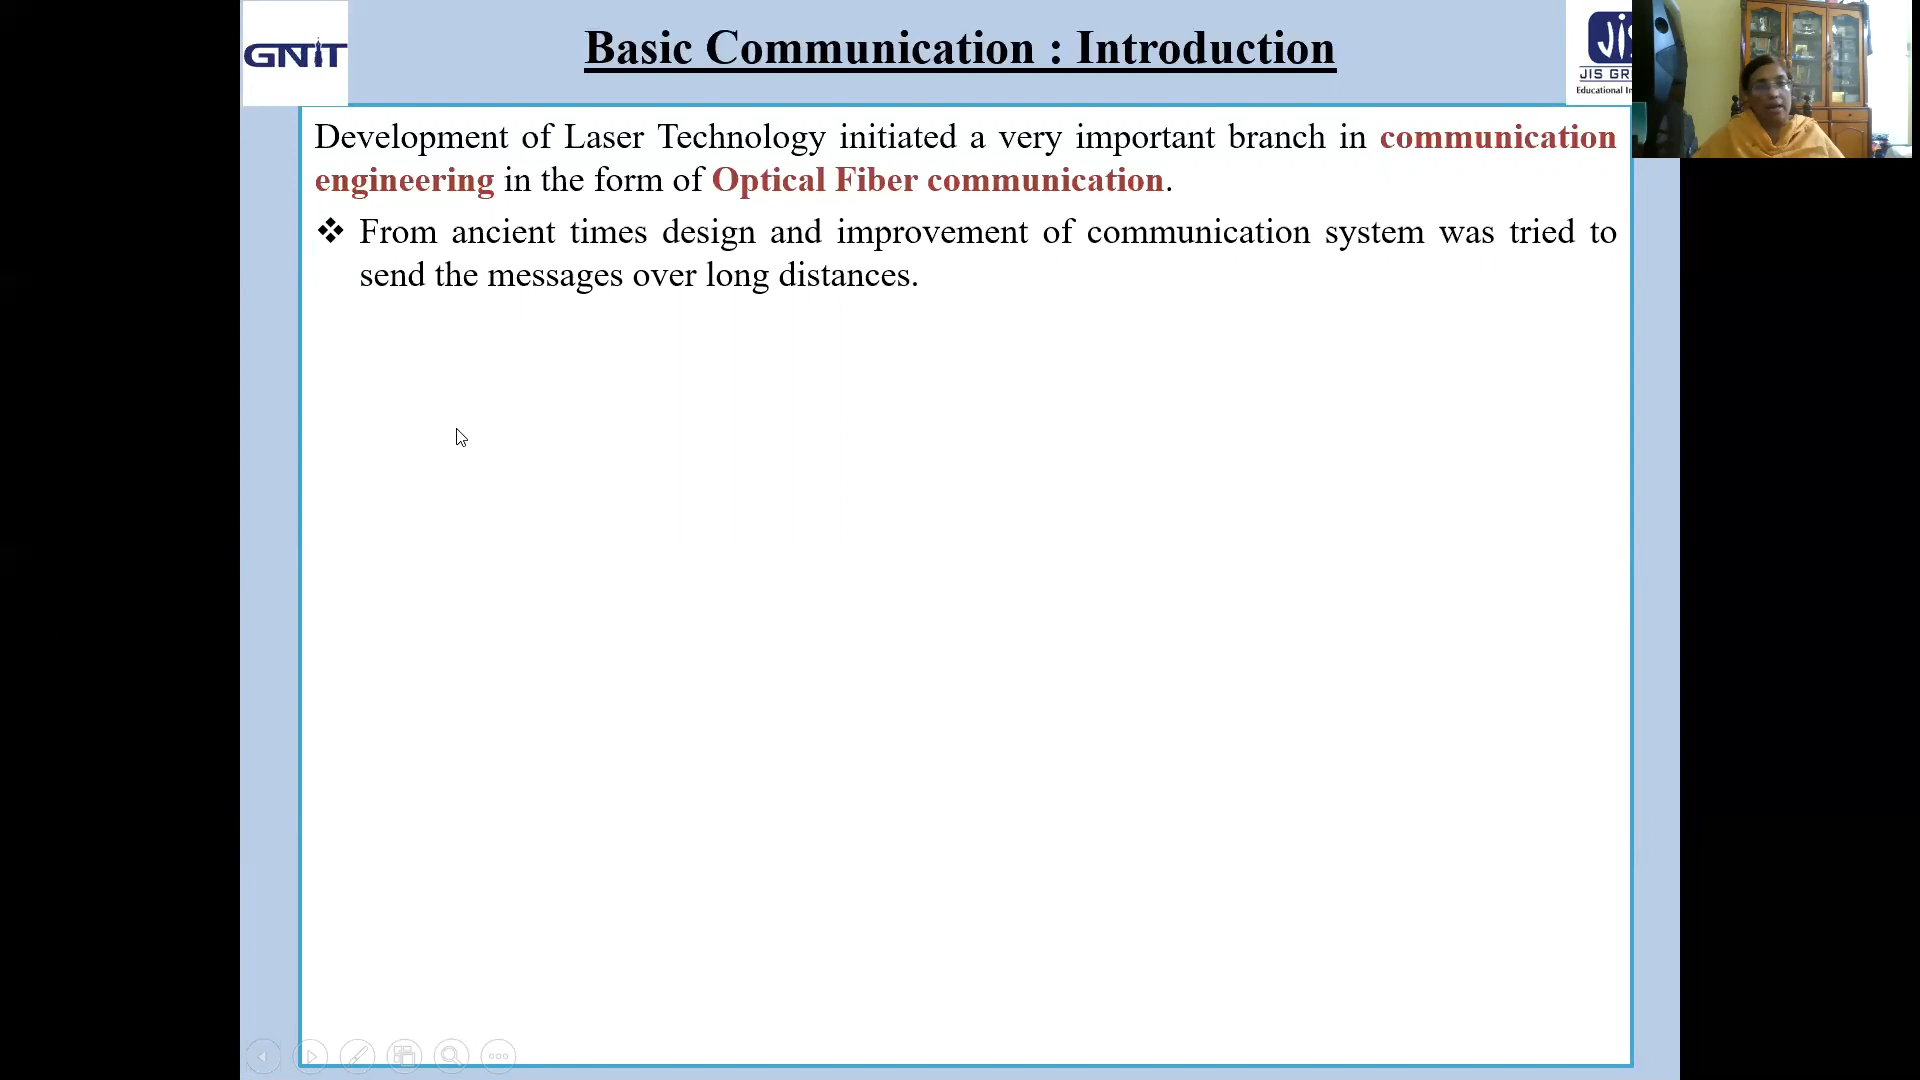 GNIT
Basic Communication : Introduction
JIS GR
Educational In
Development of Laser Technology initiated a very important branch in communication
engineering in the form of Optical Fiber communication.
❖ From ancient times design and improvement of communication system was tried to
send the messages over long distances.